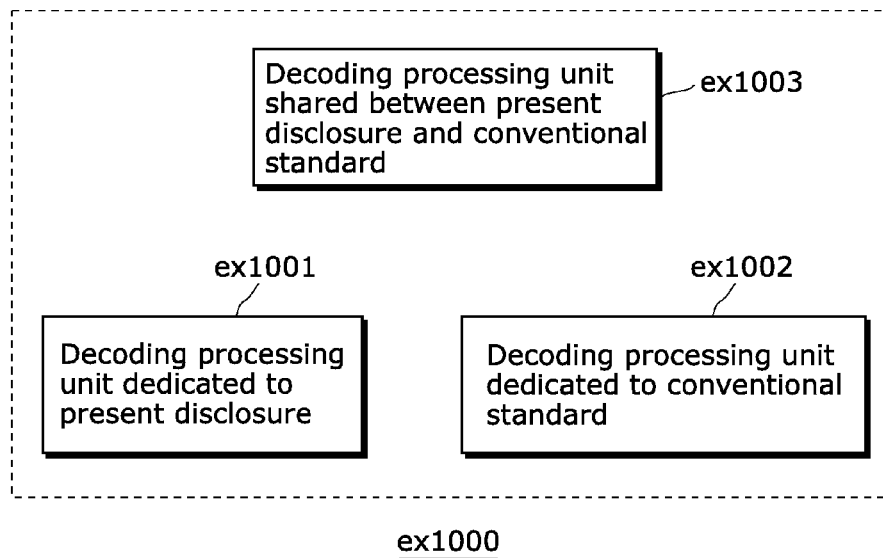 Decoding processing unit
shared between present
disclosure and conventional
standard
ex1003
ex1001
Decoding processing
unit dedicated to
present disclosure
ex1002
Decoding processing unit
dedicated to conventional
standard
ex1000